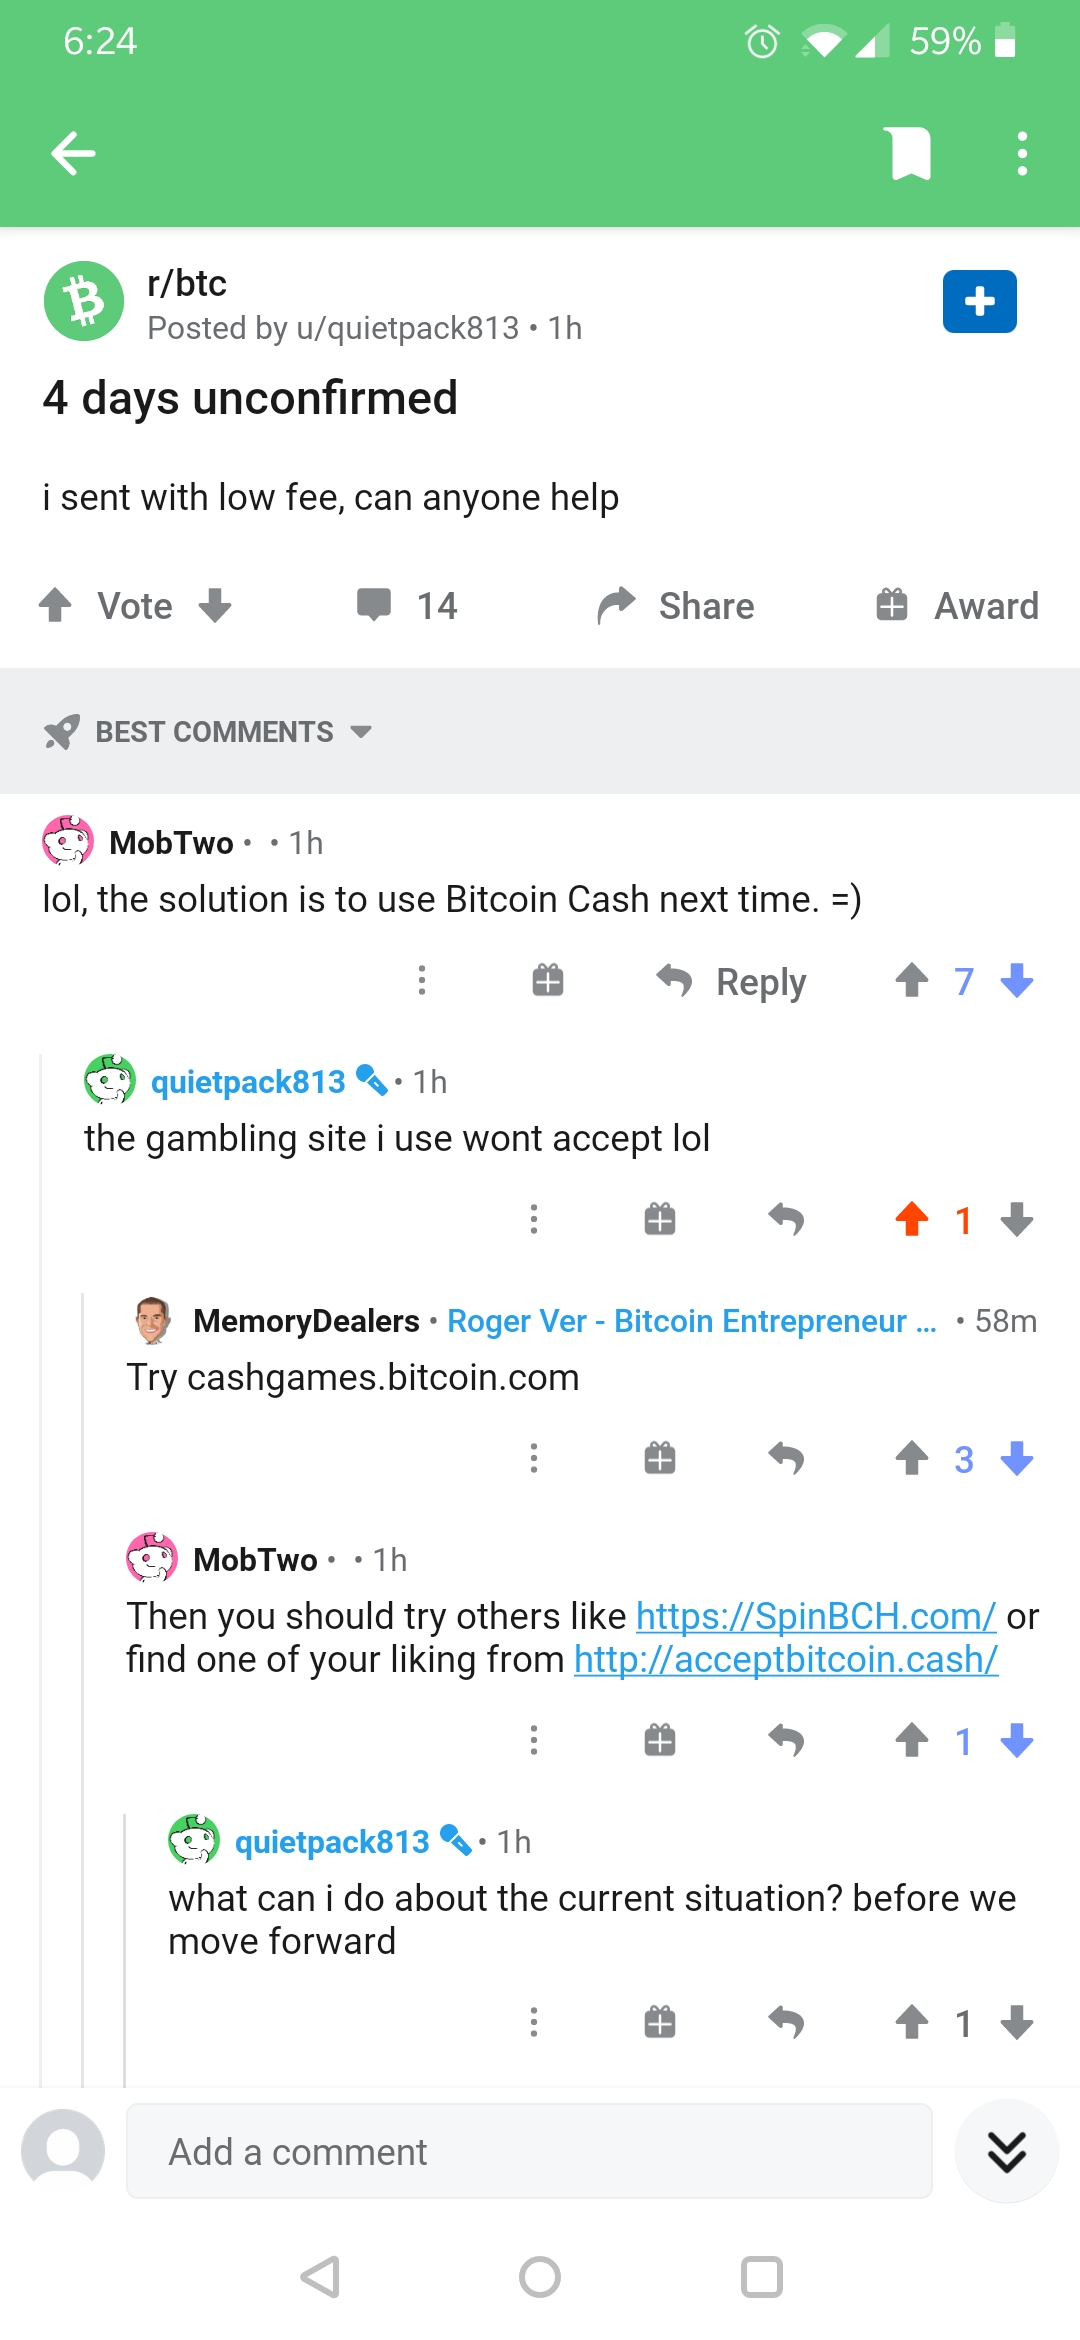 6:24
59%
r/btc
Posted by u/quietpack813 • 1h
4 days unconfirmed
i sent with low fee, can anyone help
Vote
14
Share
Award
BEST COMMENTS
MobTwo • • 1h
lol, the solution is to use Bitcoin Cash next time. =)
Reply
7
quietpack813 • 1h
the gambling site i use wont accept lol
1
MemoryDealers • Roger Ver - Bitcoin Entrepreneur ... • 58m
Try cashgames.bitcoin.com
3
MobTwo • • 1h
Then you should try others like https://SpinBCH.com/ or
find one of your liking from http://acceptbitcoin.cash/
1
quietpack813 • 1h
what can i do about the current situation? before we
move forward
1
Add a comment